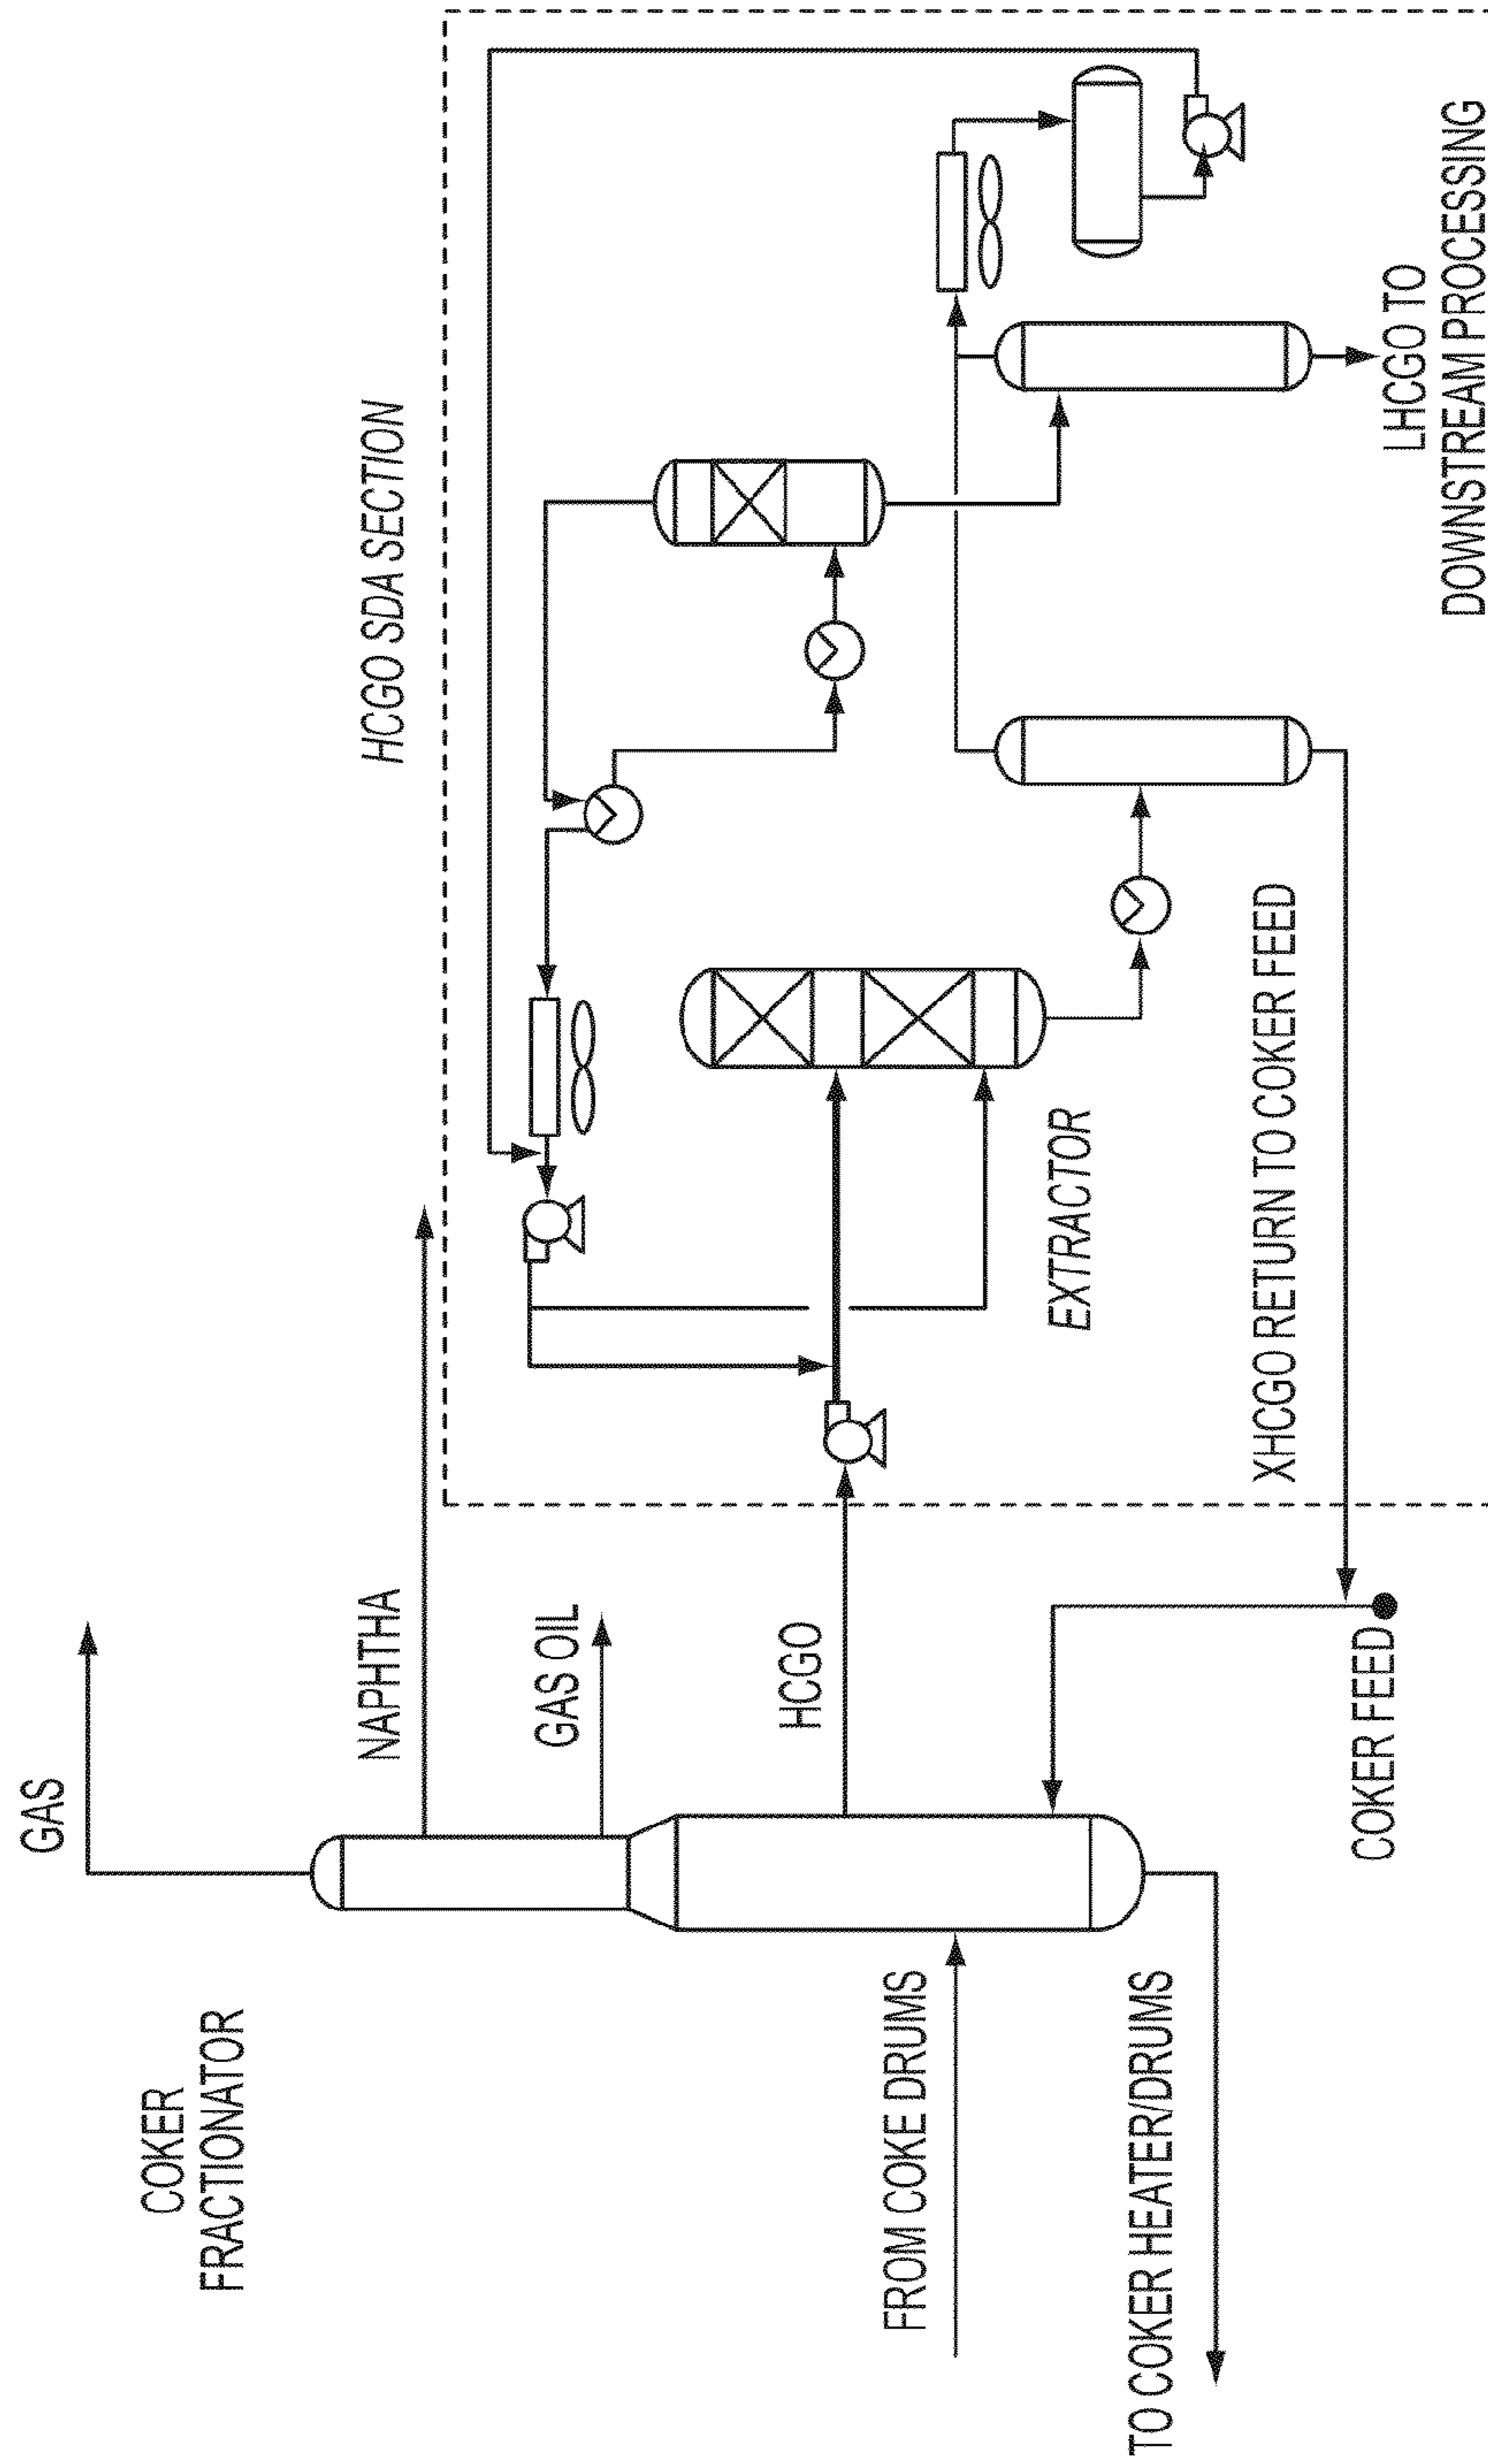 COKER
FRACTIONATOR
GAS
NAPHTHA
GAS OIL
HCGO
FROM COKE DRUMS
TO COKER HEATER/DRUMS
COKER FEED
HCGO SDA SECTION
EXTRACTOR
XHCGO RETURN TO COKER FEED
LHCGO TO
DOWNSTREAM PROCESSING